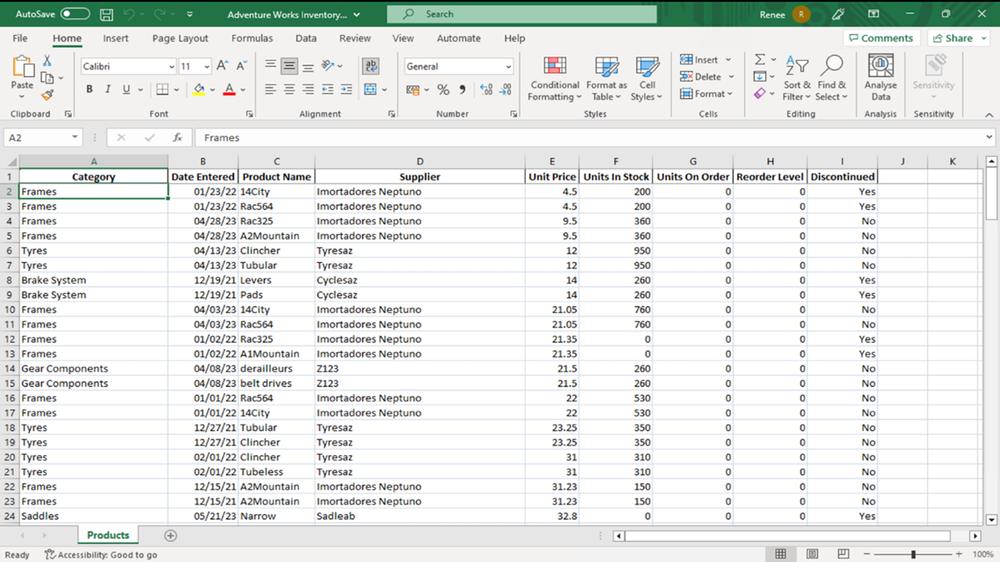 AutoSave Adventure Works Inventory... Search Renee R
File Home Insert Page Layout Formulas Data Review View Automate Help Comments Share
Calibri 11 A A ab General Insert Σ A
Paste Conditional Format as Cell Delete Sort & Find & Analyse Sensitivity
B I U A % Formatting Table Styles Format Filter Select Data
Clipboard Font Alignment Number Styles Cells Editing Analysis Sensitivity
A2 fx Frames
A B C D E F G H I J K
1 Category Date Entered Product Name Supplier Unit Price Units In Stock Units On Order Reorder Level Discontinued
2 Frames 01/23/22 14City Imortadores Neptuno 4.5 200 0 0 Yes
3 Frames 01/23/22 Rac564 Imortadores Neptuno 4.5 200 0 0 Yes
4 Frames 04/28/23 Rac325 Imortadores Neptuno 9.5 360 0 0 No
5 Frames 04/28/23 A2Mountain Imortadores Neptuno 9.5 360 0 0 No
6 Tyres 04/13/23 Clincher Tyresaz 12 950 0 0 No
7 Tyres 04/13/23 Tubular Tyresaz 12 950 0 0 No
8 Brake System 12/19/21 Levers Cyclesaz 14 260 0 0 Yes
9 Brake System 12/19/21 Pads Cyclesaz 14 260 0 0 Yes
10 Frames 04/03/23 14City Imortadores Neptuno 21.05 760 0 0 No
11 Frames 04/03/23 Rac564 Imortadores Neptuno 21.05 760 0 0 No
12 Frames 01/02/22 Rac325 Imortadores Neptuno 21.35 0 0 0 Yes
13 Frames 01/02/22 A1Mountain Imortadores Neptuno 21.35 0 0 0 Yes
14 Gear Components 04/08/23 derailleurs Z123 21.5 260 0 0 No
15 Gear Components 04/08/23 belt drives Z123 21.5 260 0 0 No
16 Frames 01/01/22 Rac564 Imortadores Neptuno 22 530 0 0 No
17 Frames 01/01/22 14City Imortadores Neptuno 22 530 0 0 No
18 Tyres 12/27/21 Tubular Tyresaz 23.25 350 0 0 No
19 Tyres 12/27/21 Clincher Tyresaz 23.25 350 0 0 No
20 Tyres 02/01/22 Clincher Tyresaz 31 310 0 0 No
21 Tyres 02/01/22 Tubeless Tyresaz 31 310 0 0 No
22 Frames 12/15/21 A2Mountain Imortadores Neptuno 31.23 150 0 0 No
23 Frames 12/15/21 A2Mountain Imortadores Neptuno 31.23 150 0 0 No
24 Saddles 05/21/23 Narrow Sadleab 32.8 0 0 0 Yes
Products
Ready Accessibility: Good to go 100%